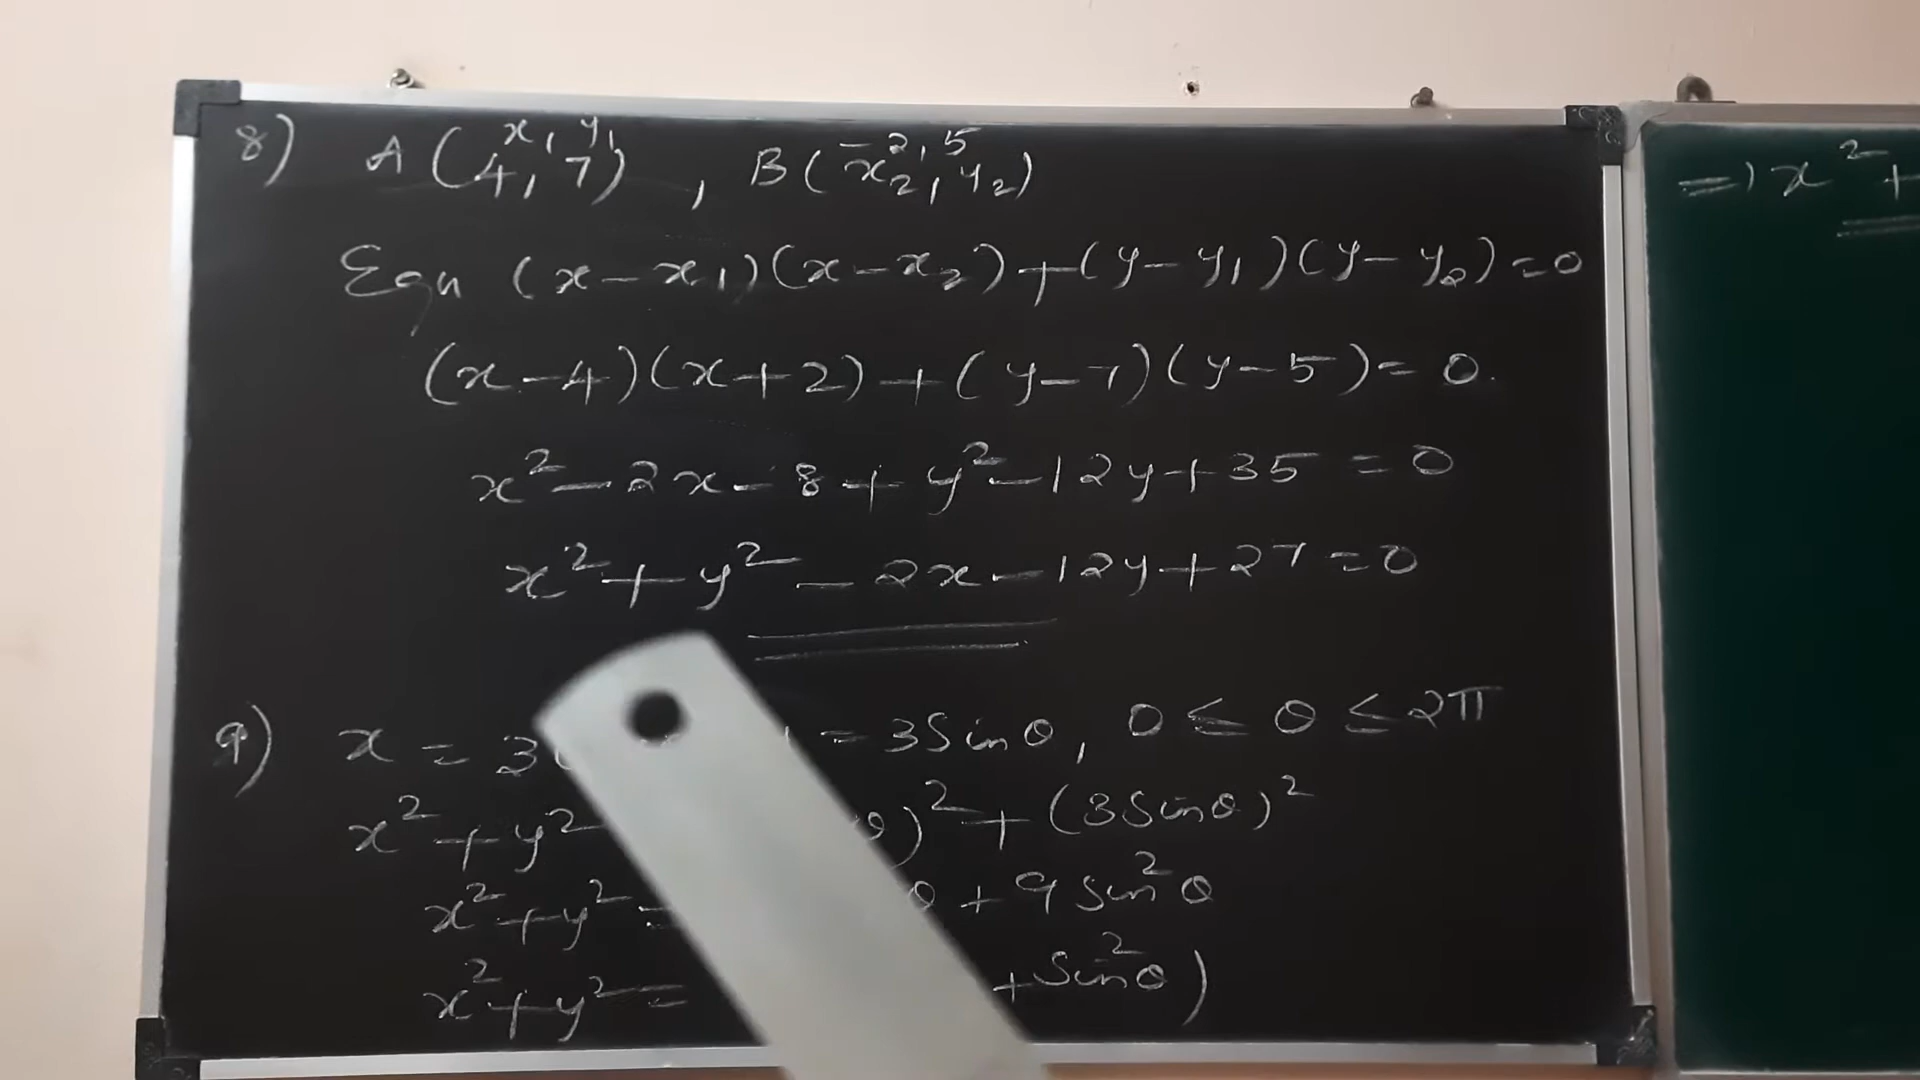 8) A(4, 7) x1, y1 , B(x2, y2) -2, 5
Equ (x-x1)(x-x2)+(y-y1)(y-y2)=0
(x-4)(x+2)+(y-7)(y-5)=0.
x²-2x-8+y²-12y+35=0
x²+y²-2x-12y+27=0
9) x=3 =3Sinθ, 0≤θ≤2π
x²+y² θ)²+(3Sinθ)²
x²+y²= θ+9Sin²θ
x²+y²= +Sin²θ)
=) x²+